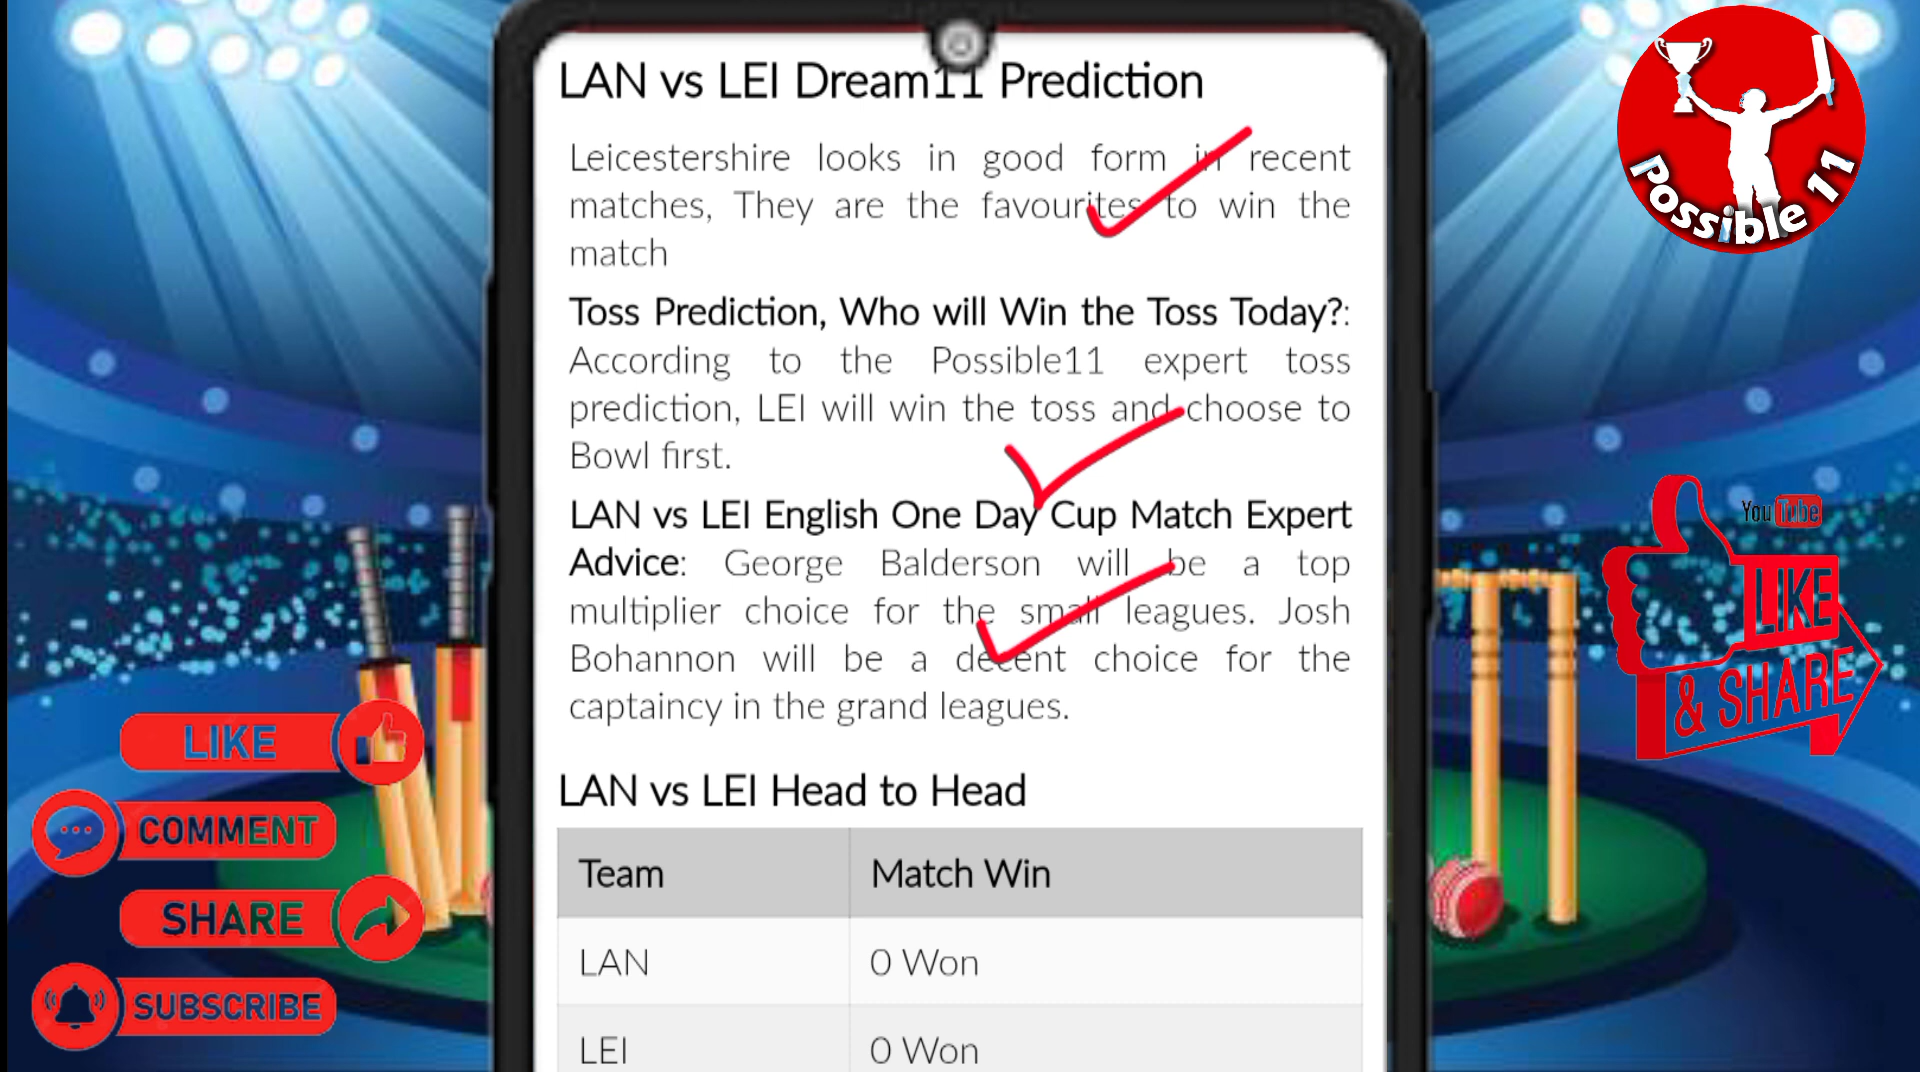 LAN vs LEI Dream11 Prediction
Leicestershire looks in good form in recent
matches, They are the favourites to win the
match
Toss Prediction, Who will Win the Toss Today?:
According to the Possible11 expert toss
prediction, LEI will win the toss and choose to
Bowl first.
LAN vs LEI English One Day Cup Match Expert
Advice: George Balderson will be a top
multiplier choice for the small leagues. Josh
Bohannon will be a decent choice for the
captaincy in the grand leagues.
LAN vs LEI Head to Head
Team Match Win
LAN 0 Won
LEI 0 Won
Possible 11
YouTube
LIKE
& SHARE
LIKE
COMMENT
SHARE
SUBSCRIBE